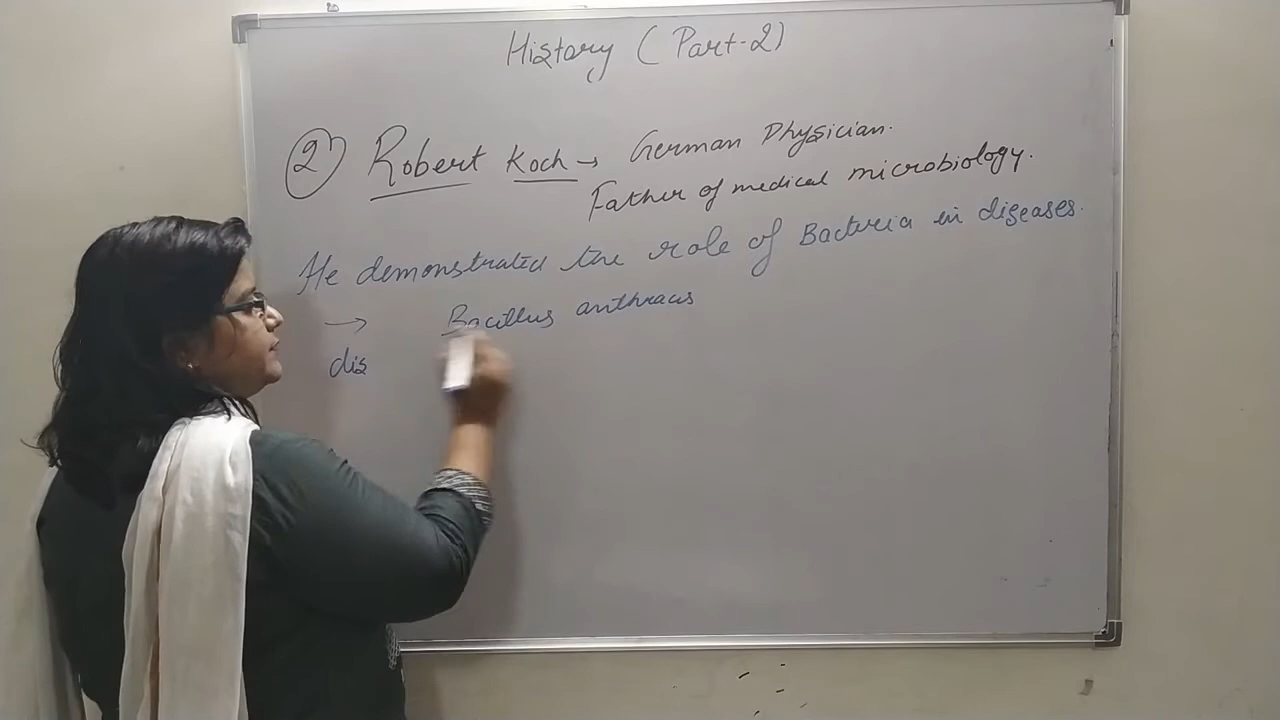 History (Part-2)
2 Robert Koch → German Physician.
Father of medical microbiology.
He demonstrated the role of Bacteria in diseases.
→ Bacillus anthracis
dis